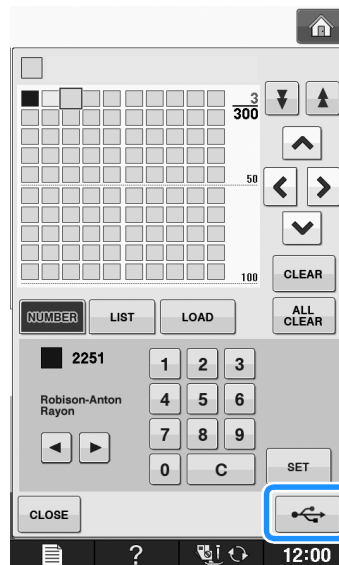 3
300
50
100
CLEAR
NUMBER LIST LOAD
ALL
CLEAR
2251
Robison-Anton
Rayon
1 2 3
4 5 6
7 8 9
0 C
SET
CLOSE
? 12:00